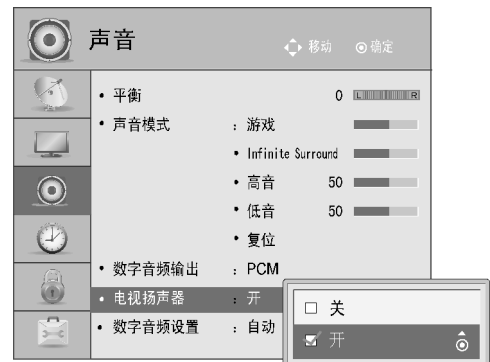 声音 移动 ⊙确定
• 平衡 0 L R
• 声音模式 : 游戏
• Infinite Surround
• 高音 50
• 低音 50
• 复位
• 数字音频输出 : PCM
• 电视扬声器 : 开
• 数字音频设置 : 自动
□ 关
☑ 开